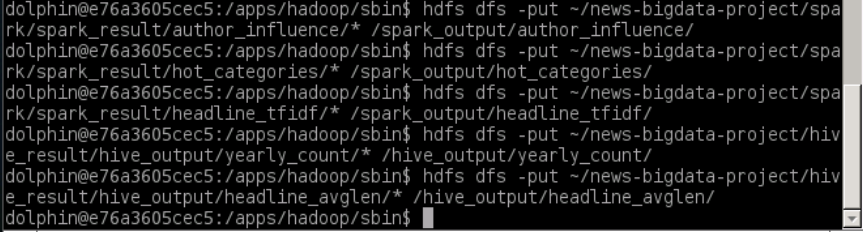 dolphin@e76a3605cec5:/apps/hadoop/sbin$ hdfs dfs -put ~/news-bigdata-project/spa
rk/spark_result/author_influence/* /spark_output/author_influence/
dolphin@e76a3605cec5:/apps/hadoop/sbin$ hdfs dfs -put ~/news-bigdata-project/spa
rk/spark_result/hot_categories/* /spark_output/hot_categories/
dolphin@e76a3605cec5:/apps/hadoop/sbin$ hdfs dfs -put ~/news-bigdata-project/spa
rk/spark_result/headline_tfidf/* /spark_output/headline_tfidf/
dolphin@e76a3605cec5:/apps/hadoop/sbin$ hdfs dfs -put ~/news-bigdata-project/hiv
e_result/hive_output/yearly_count/* /hive_output/yearly_count/
dolphin@e76a3605cec5:/apps/hadoop/sbin$ hdfs dfs -put ~/news-bigdata-project/hiv
e_result/hive_output/headline_avglen/* /hive_output/headline_avglen/
dolphin@e76a3605cec5:/apps/hadoop/sbin$